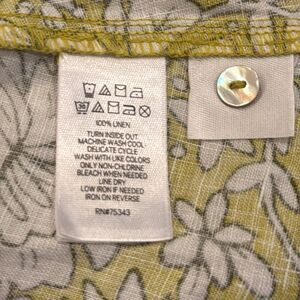 30
100% LINEN
TURN INSIDE OUT
MACHINE WASH COOL
DELICATE CYCLE
WASH WITH LIKE COLORS
ONLY NON-CHLORINE
BLEACH WHEN NEEDED
LINE DRY
LOW IRON IF NEEDED
IRON ON REVERSE
RN#75343